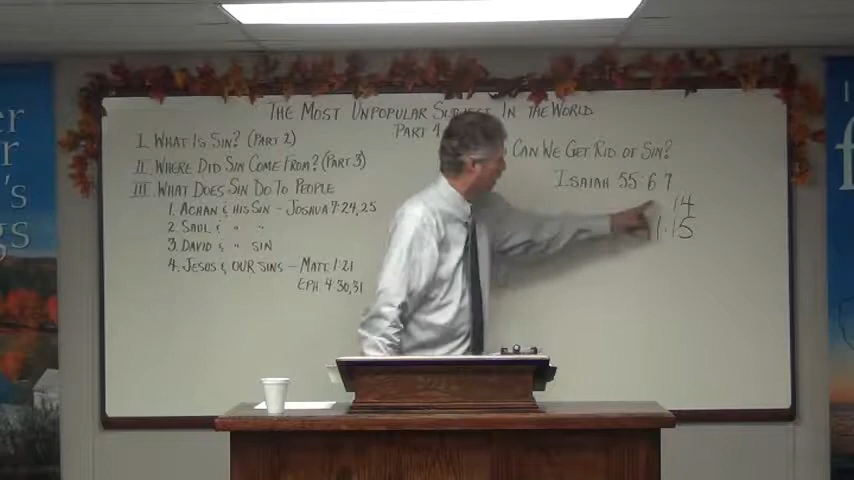 THE MOST UNPOPULAR SUBJECT IN THE WORLD
PART 4
I. WHAT IS SIN? (PART 2)
II. WHERE DID SIN COME FROM? (PART 3)
III. WHAT DOES SIN DO TO PEOPLE
1. ACHAN & HIS SIN - JOSHUA 7:24,25
2. SAUL & " "
3. DAVID & " SIN
4. JESUS & OUR SINS - MATT 1:21
EPH 4:30,31
CAN WE GET RID OF SIN?
ISAIAH 55:6 7
14
1:15
er
r
's
s